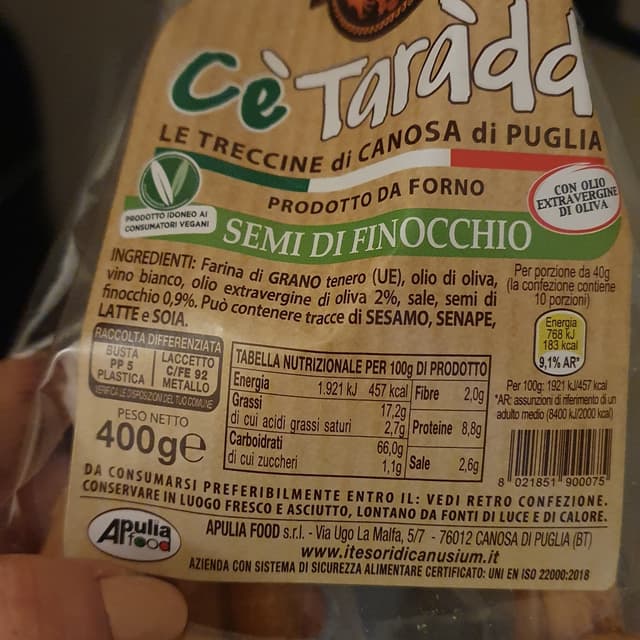 Cè Taràdd
LE TRECCINE di CANOSA di PUGLIA
PRODOTTO DA FORNO
CON OLIO
EXTRAVERGINE
DI OLIVA
PRODOTTO IDONEO AI
CONSUMATORI VEGANI
SEMI DI FINOCCHIO
INGREDIENTI: Farina di GRANO tenero (UE), olio di oliva,
vino bianco, olio extravergine di oliva 2%, sale, semi di
finocchio 0,9%. Può contenere tracce di SESAMO, SENAPE,
LATTE e SOIA.
Per porzione da 40g
(la confezione contiene
10 porzioni)
Energia
768 kJ
183 kcal
9,1% AR*
Per 100g: 1921 kJ/457 kcal
*AR: assunzioni di riferimento di un
adulto medio (8400 kJ/2000 kcal)
RACCOLTA DIFFERENZIATA
BUSTA
PP 5
PLASTICA
LACCETTO
C/FE 92
METALLO
VERIFICA LE DISPOSIZIONI DEL TUO COMUNE
PESO NETTO
400g e
TABELLA NUTRIZIONALE PER 100g DI PRODOTTO
Energia 1.921 kJ 457 kcal
Grassi 17,2g
di cui acidi grassi saturi 2,7g
Carboidrati 66,0g
di cui zuccheri 1,1g
Fibre 2,0g
Proteine 8,8g
Sale 2,6g
8 021851 900075
DA CONSUMARSI PREFERIBILMENTE ENTRO IL: VEDI RETRO CONFEZIONE.
CONSERVARE IN LUOGO FRESCO E ASCIUTTO, LONTANO DA FONTI DI LUCE E DI CALORE.
Apulia
food
APULIA FOOD s.r.l. - Via Ugo La Malfa, 5/7 - 76012 CANOSA DI PUGLIA (BT)
www.itesoridicanusium.it
AZIENDA CON SISTEMA DI SICUREZZA ALIMENTARE CERTIFICATO: UNI EN ISO 22000:2018